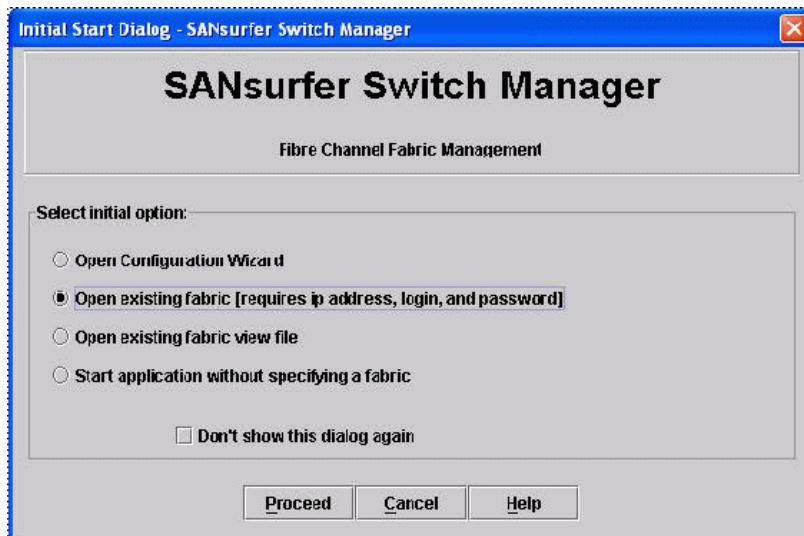 Initial Start Dialog - SANsurfer Switch Manager
SANsurfer Switch Manager
Fibre Channel Fabric Management
Select initial option:
Open Configuration Wizard
Open existing fabric [requires ip address, login, and password]
Open existing fabric view file
Start application without specifying a fabric
Don't show this dialog again
Proceed Cancel Help